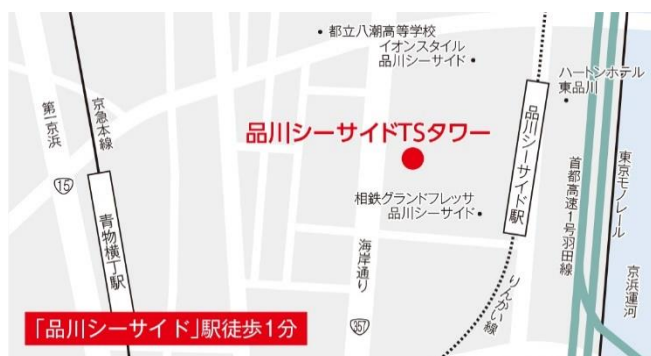 都立八潮高等学校
イオンスタイル
品川シーサイド
ハートンホテル
東品川
第一京浜
京急本線
品川シーサイドTSタワー
品川シーサイド駅
15
青物横丁駅
相鉄グランドフレッサ
品川シーサイド
海岸通り
357
りんかい線
首都高速1号羽田線
東京モノレール
京浜運河
「品川シーサイド」駅徒歩1分